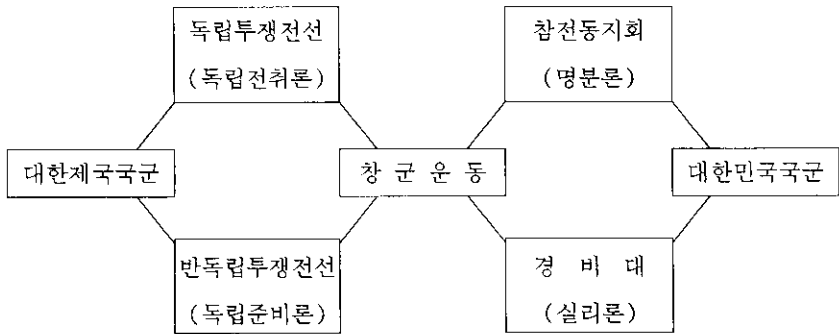 독립투쟁전선
(독립전취론)
참전동지회
(명분론)
대한제국국군
창 군 운 동
대한민국국군
반독립투쟁전선
(독립준비론)
경 비 대
(실리론)